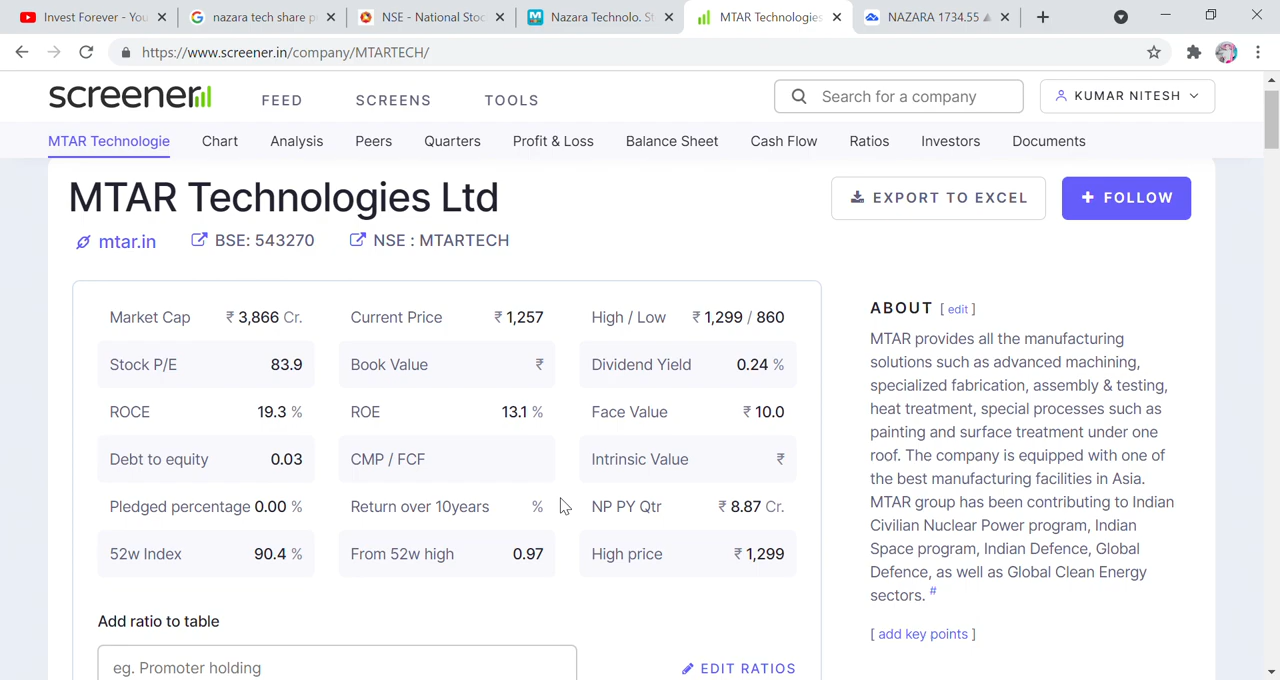 Invest Forever - You
nazara tech share p
NSE - National Stoc
Nazara Technolo. S
MTAR Technologies
NAZARA 1734.55
https://www.screener.in/company/MTARTECH/
screener
FEED
SCREENS
TOOLS
Search for a company
KUMAR NITESH
MTAR Technologie
Chart
Analysis
Peers
Quarters
Profit & Loss
Balance Sheet
Cash Flow
Ratios
Investors
Documents
MTAR Technologies Ltd
EXPORT TO EXCEL
+ FOLLOW
mtar.in
BSE: 543270
NSE : MTARTECH
Market Cap ₹ 3,866 Cr.
Current Price ₹ 1,257
High / Low ₹ 1,299 / 860
Stock P/E 83.9
Book Value ₹
Dividend Yield 0.24 %
ROCE 19.3 %
ROE 13.1 %
Face Value ₹ 10.0
Debt to equity 0.03
CMP / FCF
Intrinsic Value ₹
Pledged percentage 0.00 %
Return over 10years %
NP PY Qtr ₹ 8.87 Cr.
52w Index 90.4 %
From 52w high 0.97
High price ₹ 1,299
Add ratio to table
eg. Promoter holding
EDIT RATIOS
ABOUT [ edit ]
MTAR provides all the manufacturing
solutions such as advanced machining,
specialized fabrication, assembly & testing,
heat treatment, special processes such as
painting and surface treatment under one
roof. The company is equipped with one of
the best manufacturing facilities in Asia.
MTAR group has been contributing to Indian
Civilian Nuclear Power program, Indian
Space program, Indian Defence, Global
Defence, as well as Global Clean Energy
sectors. #
[ add key points ]